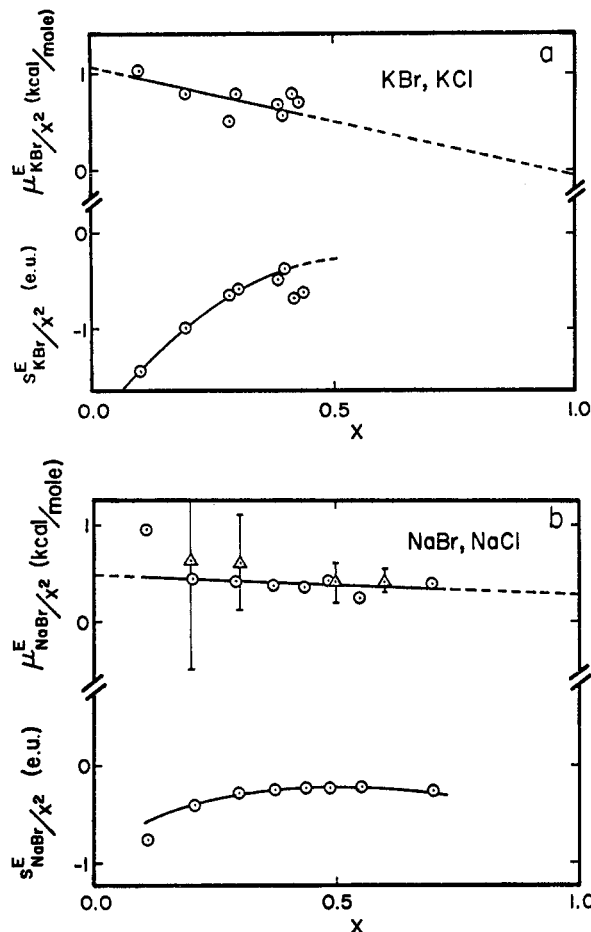 a
KBr, KCl
μ^E_KBr/X² (kcal/mole)
1
0
s^E_KBr/X² (e.u.)
0
-1
0.0
0.5
1.0
X
b
NaBr, NaCl
μ^E_NaBr/X² (kcal/mole)
1
0
s^E_NaBr/X² (e.u.)
0
-1
0.0
0.5
1.0
X